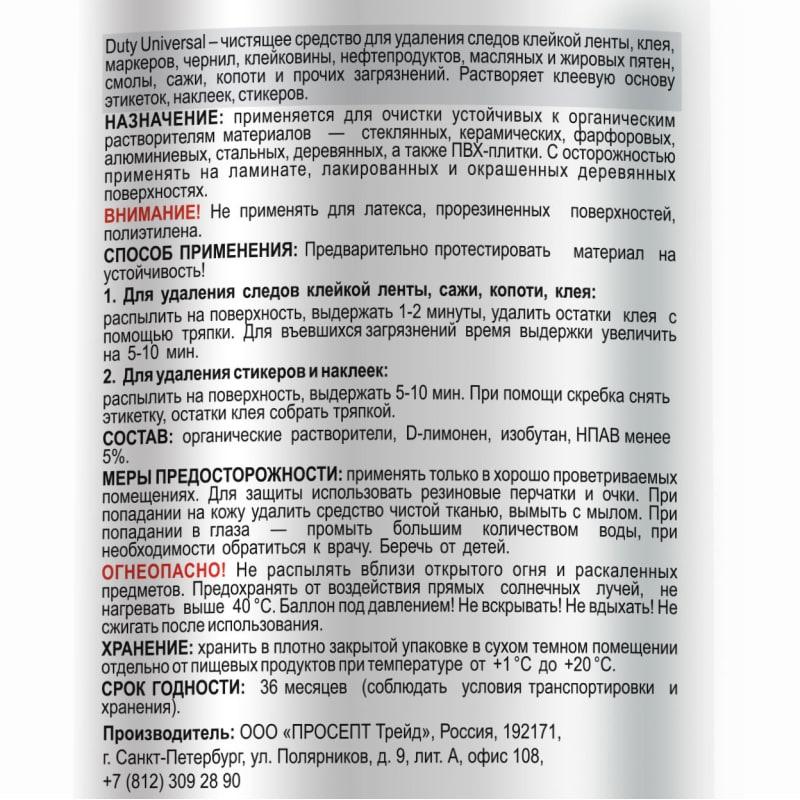 Duty Universal – чистящее средство для удаления следов клейкой ленты, клея,
маркеров, чернил, клейковины, нефтепродуктов, масляных и жировых пятен,
смолы, сажи, копоти и прочих загрязнений. Растворяет клеевую основу
этикеток, наклеек, стикеров.
НАЗНАЧЕНИЕ: применяется для очистки устойчивых к органическим
растворителям материалов — стеклянных, керамических, фарфоровых,
алюминиевых, стальных, деревянных, а также ПВХ-плитки. С осторожностью
применять на ламинате, лакированных и окрашенных деревянных
поверхностях.
ВНИМАНИЕ! Не применять для латекса, прорезиненных поверхностей,
полиэтилена.
СПОСОБ ПРИМЕНЕНИЯ: Предварительно протестировать материал на
устойчивость!
1. Для удаления следов клейкой ленты, сажи, копоти, клея:
распылить на поверхность, выдержать 1-2 минуты, удалить остатки клея с
помощью тряпки. Для въевшихся загрязнений время выдержки увеличить
на 5-10 мин.
2. Для удаления стикеров и наклеек:
распылить на поверхность, выдержать 5-10 мин. При помощи скребка снять
этикетку, остатки клея собрать тряпкой.
СОСТАВ: органические растворители, D-лимонен, изобутан, НПАВ менее
5%.
МЕРЫ ПРЕДОСТОРОЖНОСТИ: применять только в хорошо проветриваемых
помещениях. Для защиты использовать резиновые перчатки и очки. При
попадании на кожу удалить средство чистой тканью, вымыть с мылом. При
попадании в глаза — промыть большим количеством воды, при
необходимости обратиться к врачу. Беречь от детей.
ОГНЕОПАСНО! Не распылять вблизи открытого огня и раскаленных
предметов. Предохранять от воздействия прямых солнечных лучей, не
нагревать выше 40 °С. Баллон под давлением! Не вскрывать! Не вдыхать! Не
сжигать после использования.
ХРАНЕНИЕ: хранить в плотно закрытой упаковке в сухом темном помещении
отдельно от пищевых продуктов при температуре от +1 °С до +20 °С.
СРОК ГОДНОСТИ: 36 месяцев (соблюдать условия транспортировки и
хранения).
Производитель: ООО «ПРОСЕПТ Трейд», Россия, 192171,
г. Санкт-Петербург, ул. Полярников, д. 9, лит. А, офис 108,
+7 (812) 309 28 90